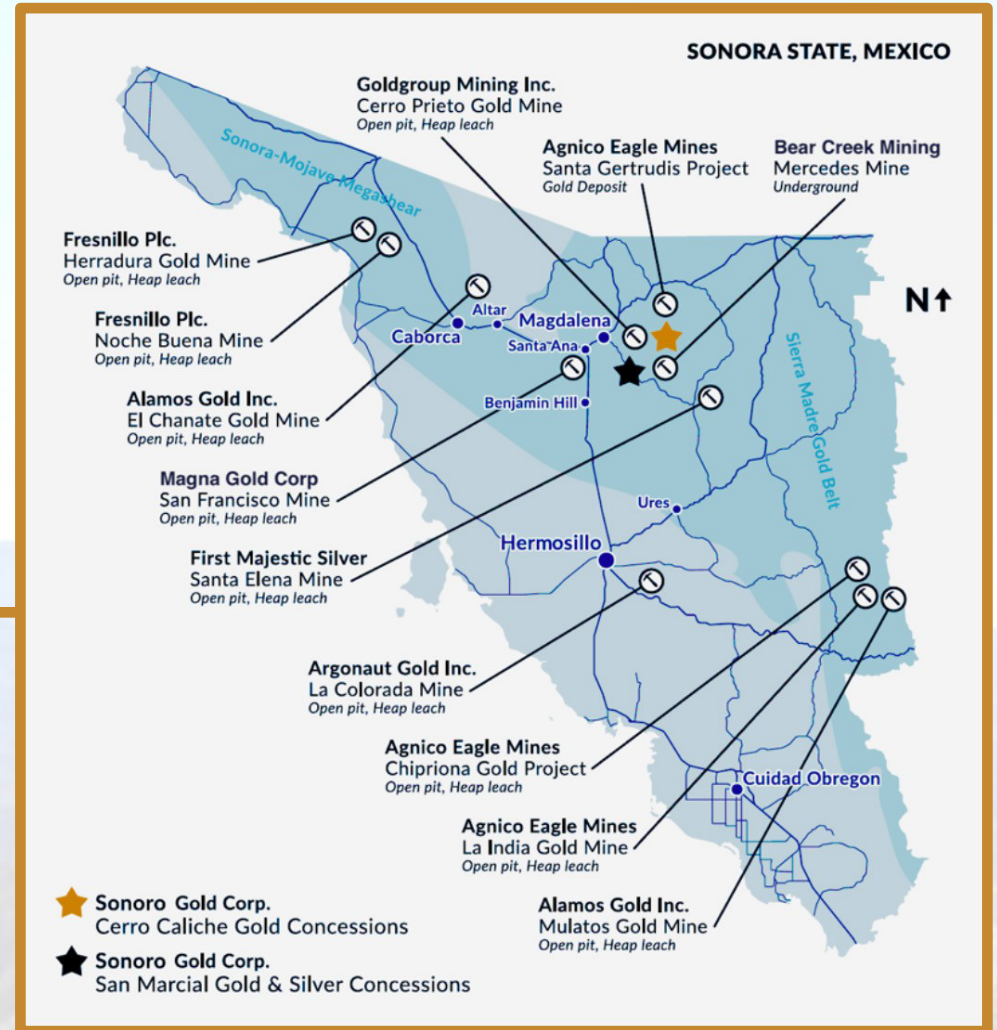 SONORA STATE, MEXICO
Goldgroup Mining Inc.
Cerro Prieto Gold Mine
Open pit, Heap leach
Agnico Eagle Mines
Santa Gertrudis Project
Gold Deposit
Bear Creek Mining
Mercedes Mine
Underground
Sonora-Mojave Megashear
Fresnillo Plc.
Herradura Gold Mine
Open pit, Heap leach
N
Fresnillo Plc.
Noche Buena Mine
Open pit, Heap leach
Altar
Caborca
Magdalena
Santa Ana
Sierra Madre Gold Belt
Alamos Gold Inc.
El Chanate Gold Mine
Open pit, Heap leach
Benjamin Hill
Magna Gold Corp
San Francisco Mine
Open pit, Heap leach
Ures
Hermosillo
First Majestic Silver
Santa Elena Mine
Open pit, Heap leach
Argonaut Gold Inc.
La Colorada Mine
Open pit, Heap leach
Agnico Eagle Mines
Chipriona Gold Project
Open pit, Heap leach
Cuidad Obregon
Agnico Eagle Mines
La India Gold Mine
Open pit, Heap leach
Alamos Gold Inc.
Mulatos Gold Mine
Open pit, Heap leach
Sonoro Gold Corp.
Cerro Caliche Gold Concessions
Sonoro Gold Corp.
San Marcial Gold & Silver Concessions